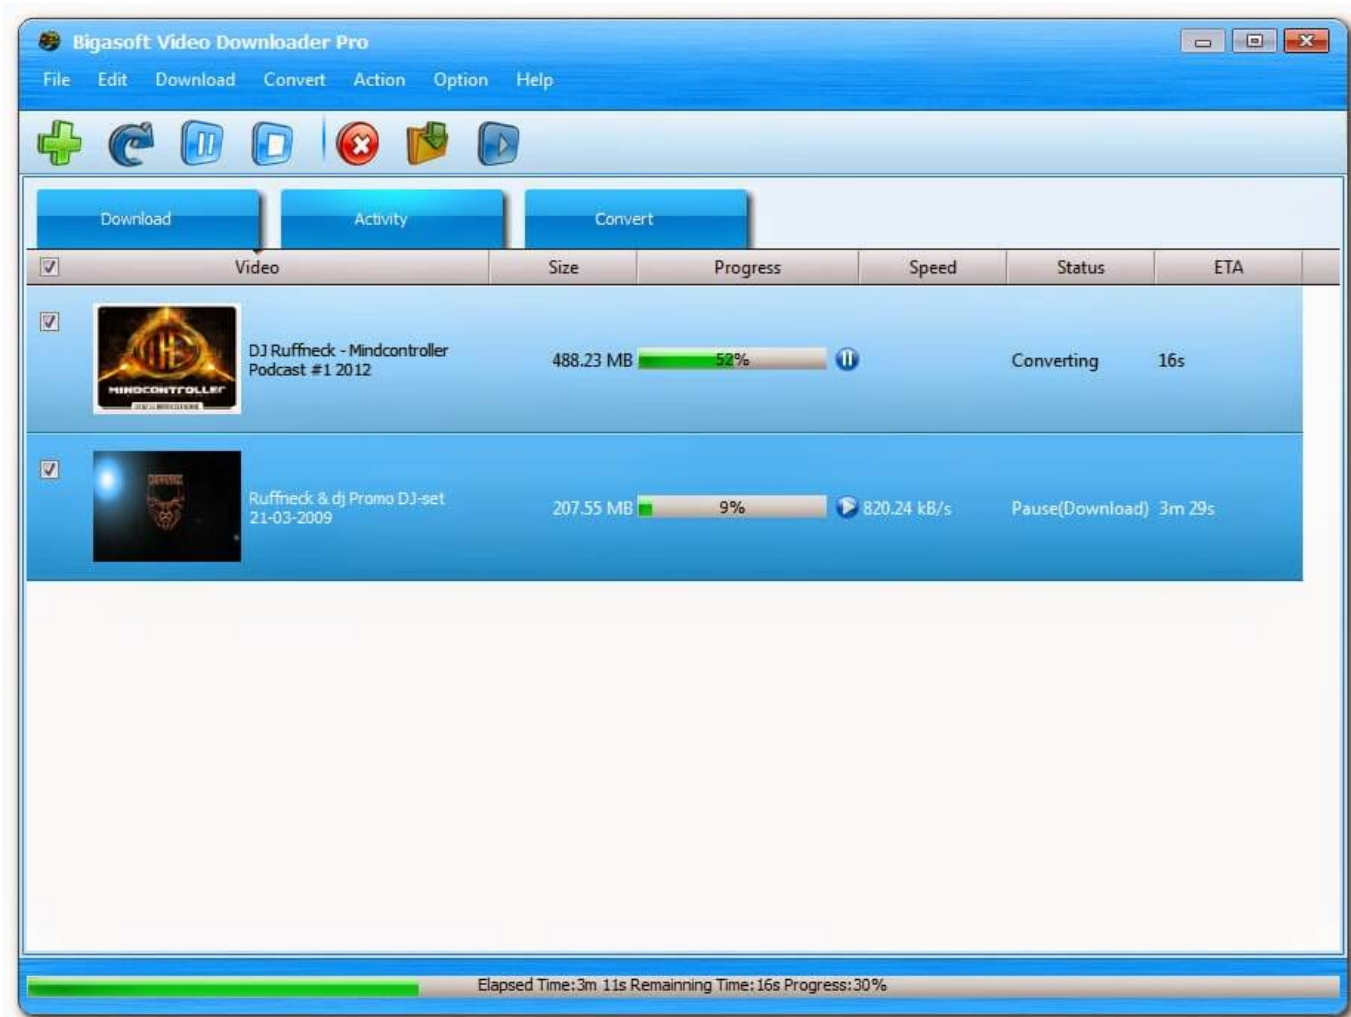 Bigasoft Video Downloader Pro
File Edit Download Convert Action Option Help
Download Activity Convert
Video Size Progress Speed Status ETA
MINDCONTROLLER
DJ Ruffneck - Mindcontroller
Podcast #1 2012
488.23 MB 52% Converting 16s
Ruffneck & dj Promo DJ-set
21-03-2009
207.55 MB 9% 820.24 kB/s Pause(Download) 3m 29s
Elapsed Time:3m 11s Remainning Time:16s Progress:30%